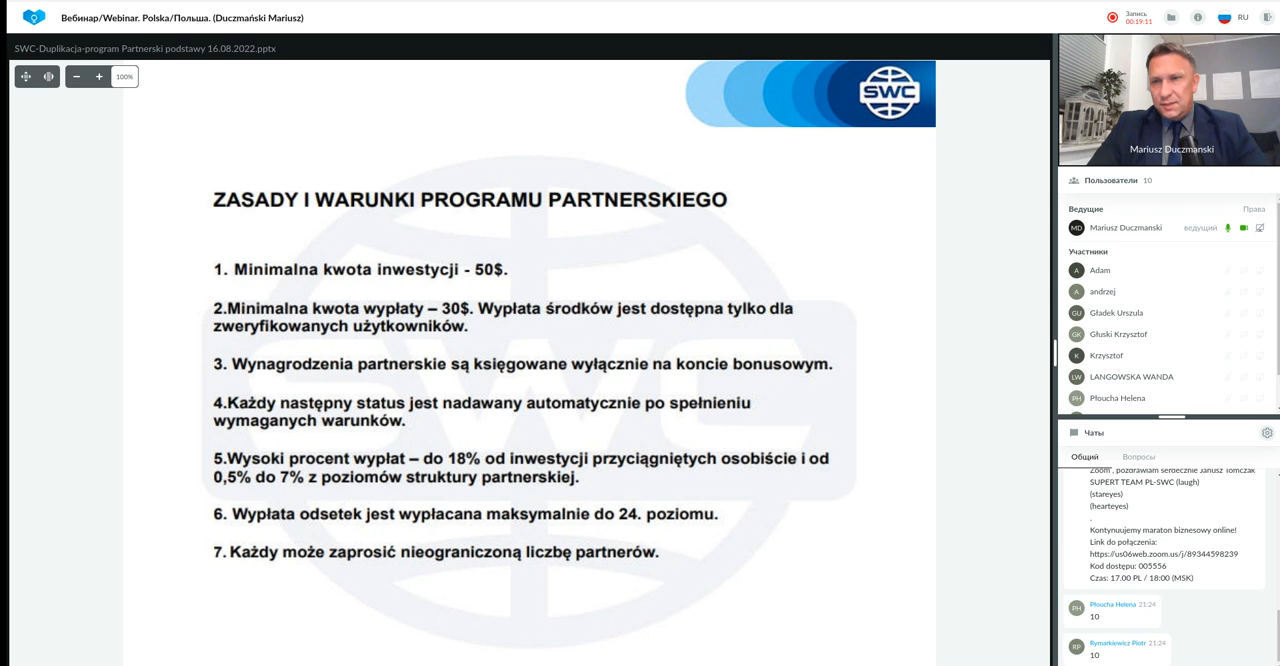 Вебинар/Webinar. Polska/Польша. (Duczmański Mariusz)
Запись
00:19:11
RU
SWC-Duplikacja-program Partnerski podstawy 16.08.2022.pptx
100%
SWC
ZASADY I WARUNKI PROGRAMU PARTNERSKIEGO
1. Minimalna kwota inwestycji - 50$.
2.Minimalna kwota wypłaty – 30$. Wypłata środków jest dostępna tylko dla
zweryfikowanych użytkowników.
3. Wynagrodzenia partnerskie są księgowane wyłącznie na koncie bonusowym.
4.Każdy następny status jest nadawany automatycznie po spełnieniu
wymaganych warunków.
5.Wysoki procent wypłat – do 18% od inwestycji przyciągniętych osobiście i od
0,5% do 7% z poziomów struktury partnerskiej.
6. Wypłata odsetek jest wypłacana maksymalnie do 24. poziomu.
7. Każdy może zaprosić nieograniczoną liczbę partnerów.
SWC
Mariusz Duczmanski
Пользователи 10
Ведущие Права
MD Mariusz Duczmanski ведущий
Участники
A Adam
A andrzej
GU Gładek Urszula
GK Głuski Krzysztof
K Krzysztof
LW LANGOWSKA WANDA
PH Płoucha Helena
Чаты
Общий Вопросы
Zoom", pozdrawiam serdecznie Janusz Tomczak
SUPERT TEAM PL-SWC (laugh)
(stareyes)
(hearteyes)
.
Kontynuujemy maraton biznesowy online!
Link do połączenia:
https://us06web.zoom.us/j/89344598239
Kod dostępu: 005556
Czas: 17.00 PL / 18:00 (MSK)
PH Płoucha Helena 21:24
10
RP Rymarkiewicz Piotr 21:24
10